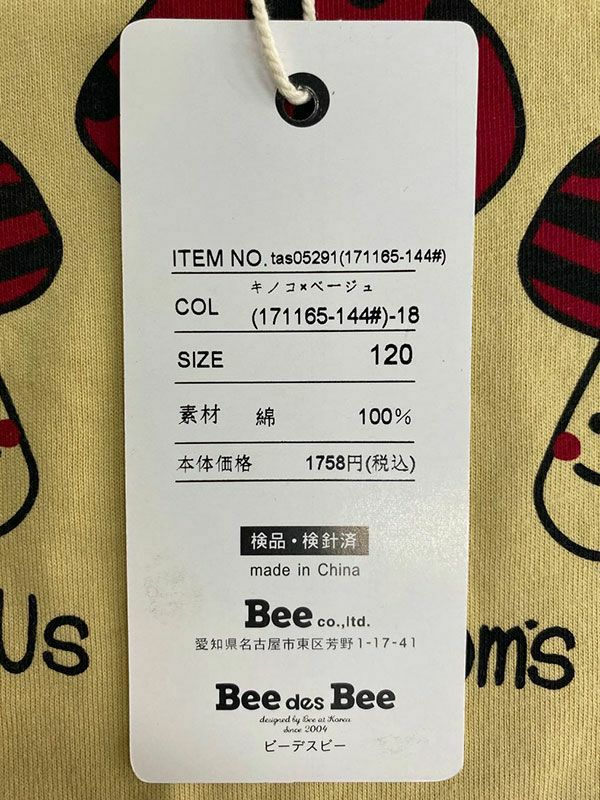 ITEM NO. tas05291(171165-144#)
キノコ×ベージュ
COL (171165-144#)-18
SIZE 120
素材 綿 100%
本体価格 1758円(税込)
検品・検針済
made in China
Bee co.,ltd.
愛知県名古屋市東区芳野1-17-41
Bee des Bee
designed by Bee at Korea
since 2004
ビーデスビー
us
om's